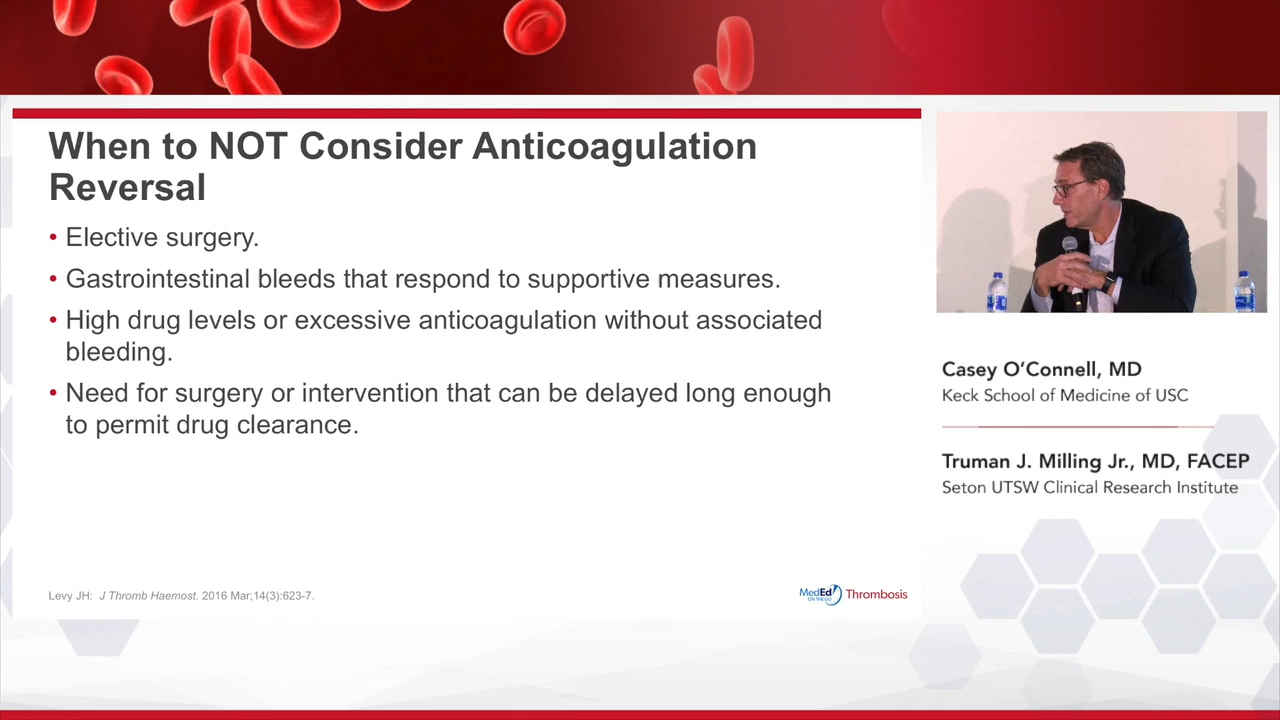 When to NOT Consider Anticoagulation
Reversal
• Elective surgery.
• Gastrointestinal bleeds that respond to supportive measures.
• High drug levels or excessive anticoagulation without associated
bleeding.
• Need for surgery or intervention that can be delayed long enough
to permit drug clearance.
Levy JH: J Thromb Haemost. 2016 Mar;14(3):623-7.
MedEd
ON THE GO
Thrombosis
Casey O‘Connell, MD
Keck School of Medicine of USC
Truman J. Milling Jr., MD, FACEP
Seton UTSW Clinical Research Institute